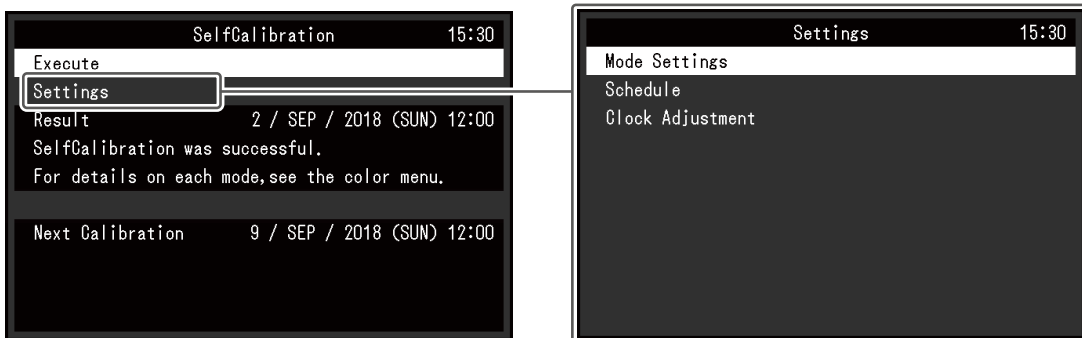 SelfCalibration 15:30
Execute
Settings
Result 2 / SEP / 2018 (SUN) 12:00
SelfCalibration was successful.
For details on each mode,see the color menu.
Next Calibration 9 / SEP / 2018 (SUN) 12:00
Settings 15:30
Mode Settings
Schedule
Clock Adjustment